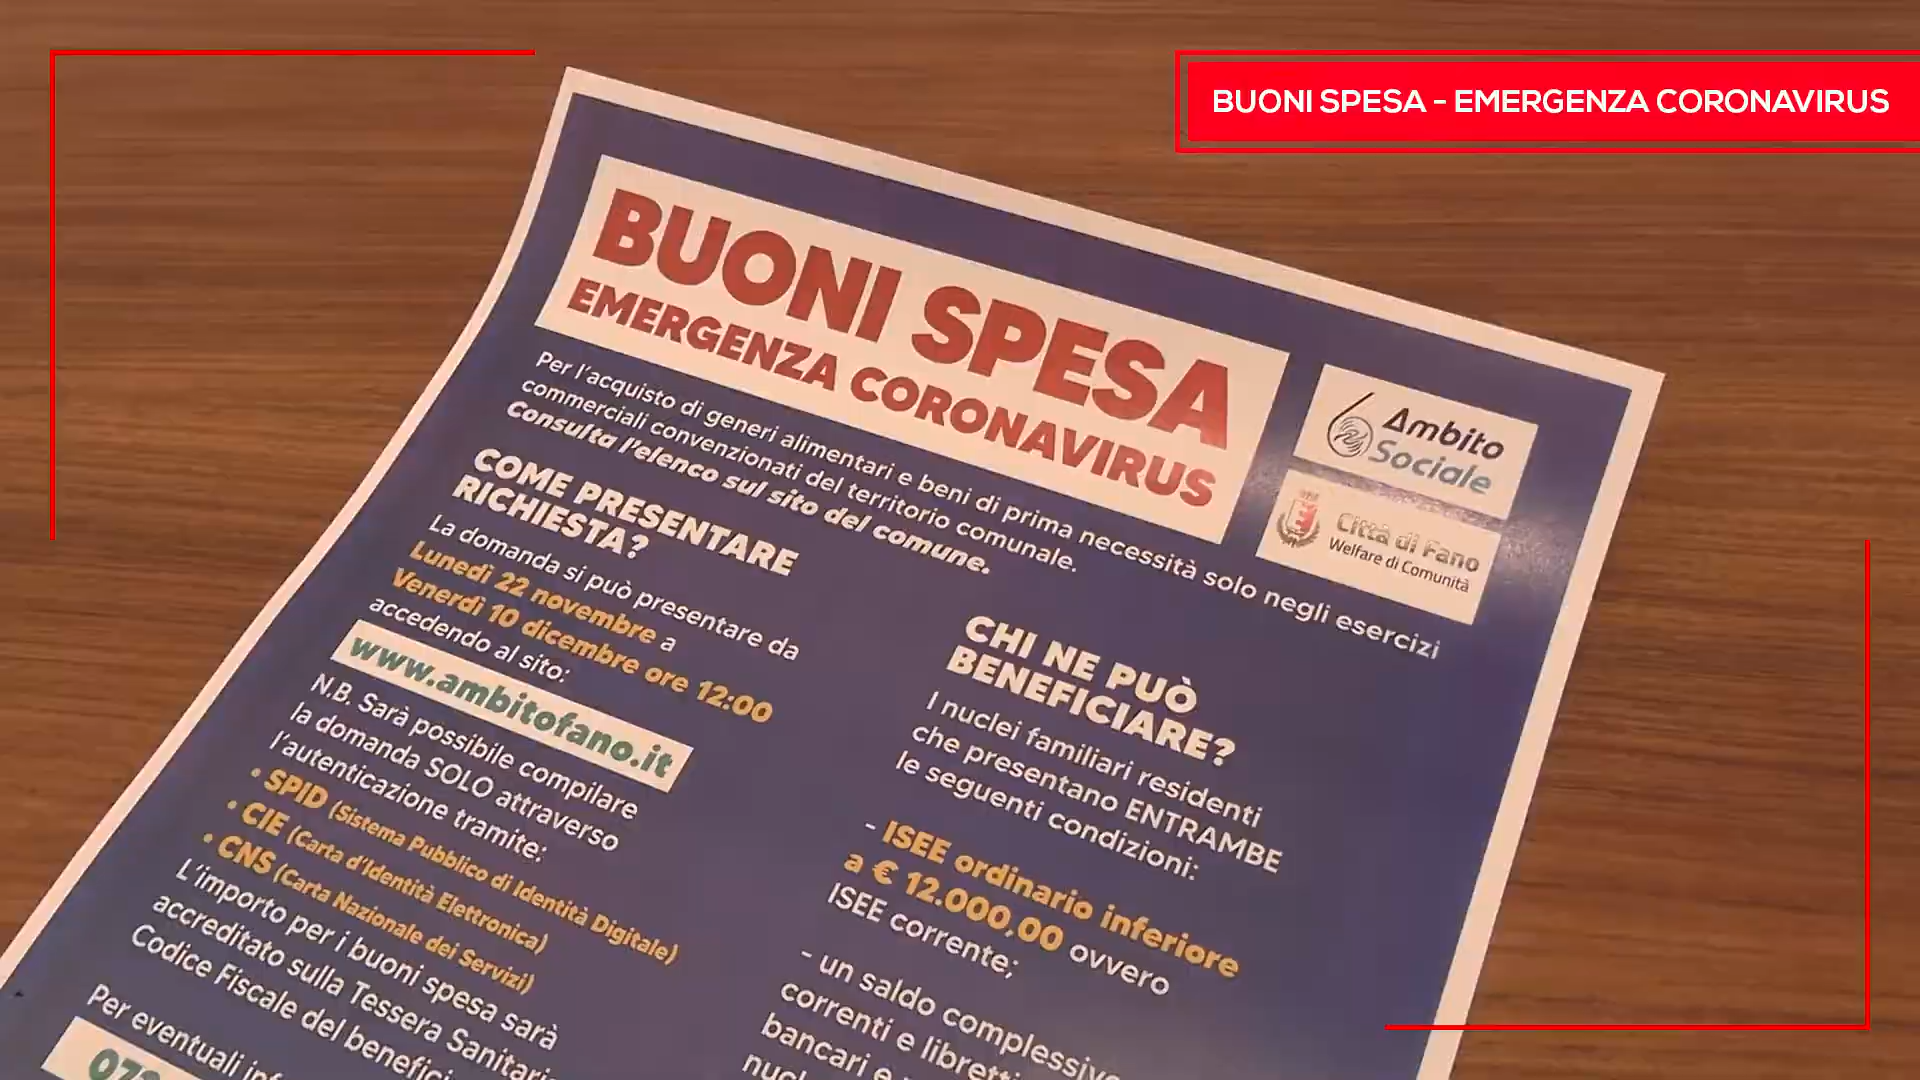 BUONI SPESA - EMERGENZA CORONAVIRUS
BUONI SPESA
EMERGENZA CORONAVIRUS
Ambito
Sociale
Città di Fano
Welfare di Comunità
Per l'acquisto di generi alimentari e beni di prima necessità solo negli esercizi
commerciali convenzionati del territorio comunale.
Consulta l'elenco sul sito del comune.
COME PRESENTARE
RICHIESTA?
La domanda si può presentare da
Lunedì 22 novembre a
Venerdì 10 dicembre ore 12:00
accedendo al sito:
www.ambitofano.it
N.B. Sarà possibile compilare
la domanda SOLO attraverso
l'autenticazione tramite:
• SPID (Sistema Pubblico di Identità Digitale)
• CIE (Carta d'Identità Elettronica)
• CNS (Carta Nazionale dei Servizi)
L'importo per i buoni spesa sarà
accreditato sulla Tessera
Codice Fiscale del
Per eventuali
CHI NE PUÒ
BENEFICIARE?
I nuclei familiari residenti
che presentano ENTRAMBE
le seguenti condizioni:
- ISEE ordinario inferiore
a € 12.000,00 ovvero
ISEE corrente;
- un saldo
correnti e
bancari e